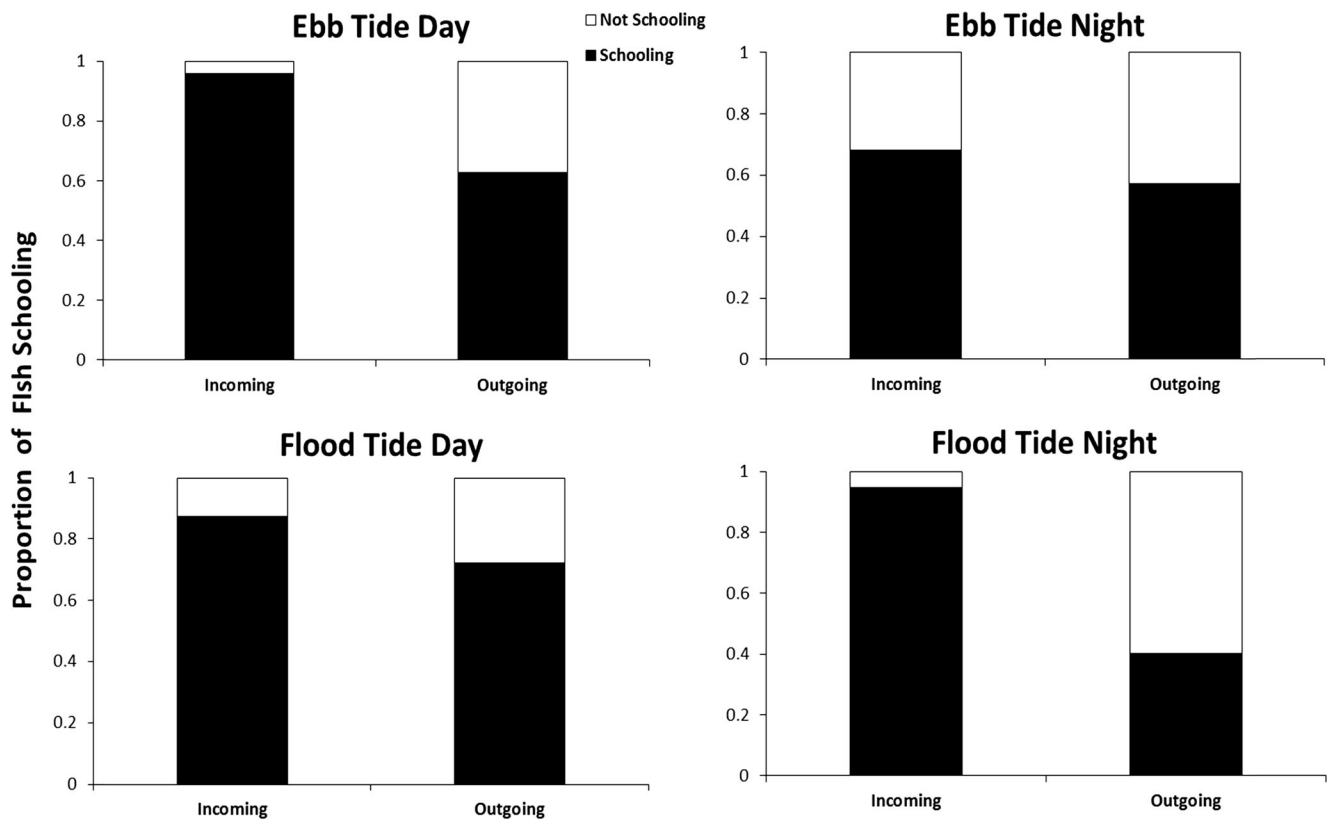 Ebb Tide Day
Not Schooling
Schooling
1
0.8
0.6
0.4
0.2
0
Incoming Outgoing
Ebb Tide Night
1
0.8
0.6
0.4
0.2
0
Incoming Outgoing
Proportion of FIsh Schooling
Flood Tide Day
1
0.8
0.6
0.4
0.2
0
Incoming Outgoing
Flood Tide Night
1
0.8
0.6
0.4
0.2
0
Incoming Outgoing